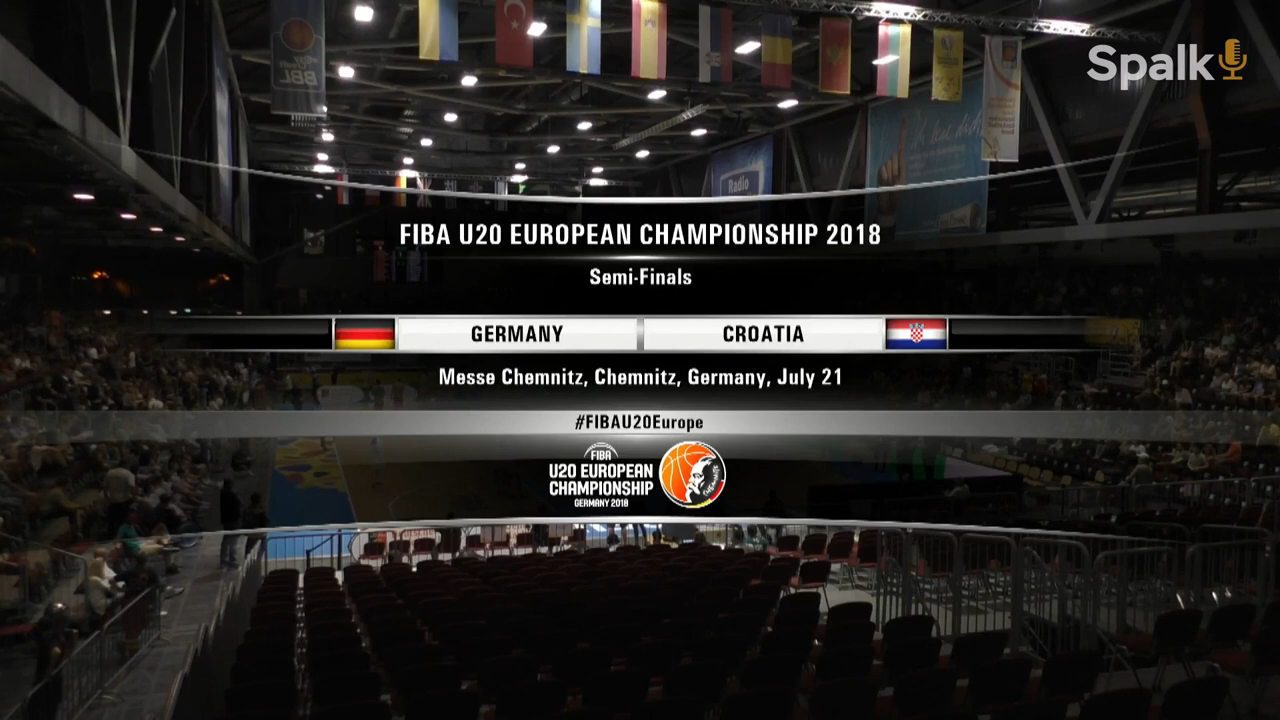 BBL
Spalk
Radio
FIBA U20 EUROPEAN CHAMPIONSHIP 2018
Semi-Finals
GERMANY
CROATIA
Messe Chemnitz, Chemnitz, Germany, July 21
#FIBAU20Europe
FIBA
U20 EUROPEAN
CHAMPIONSHIP
GERMANY 2018